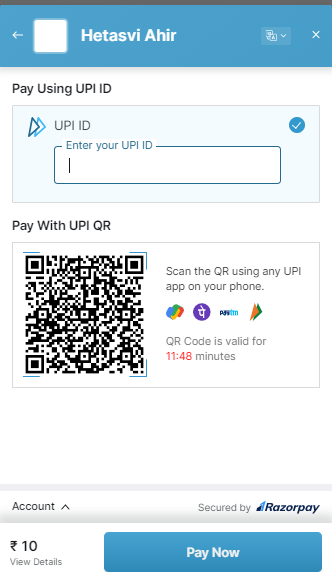 Hetasvi Ahir
Pay Using UPI ID
UPI ID
Enter your UPI ID
Pay With UPI QR
Scan the QR using any UPI
app on your phone.
पे
paytm
QR Code is valid for
11:48 minutes
Account
Secured by Razorpay
₹ 10
View Details
Pay Now